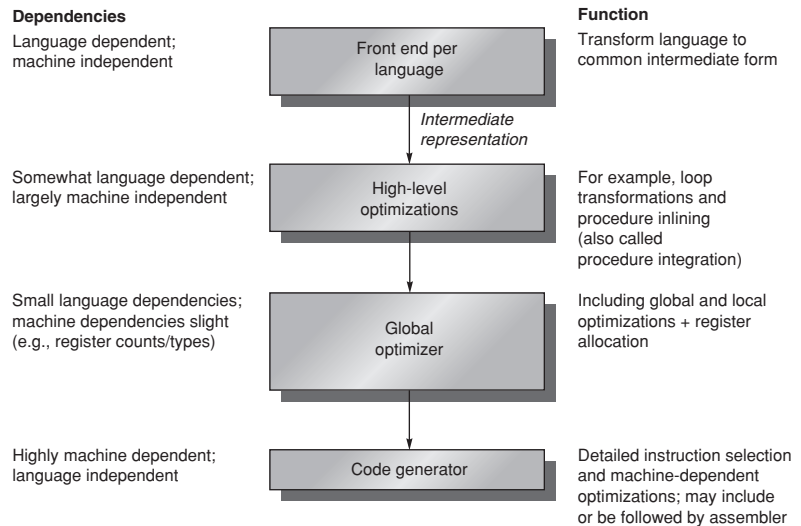 Dependencies
Language dependent;
machine independent
Front end per
language
Function
Transform language to
common intermediate form
Intermediate
representation
Somewhat language dependent;
largely machine independent
High-level
optimizations
For example, loop
transformations and
procedure inlining
(also called
procedure integration)
Small language dependencies;
machine dependencies slight
(e.g., register counts/types)
Global
optimizer
Including global and local
optimizations + register
allocation
Highly machine dependent;
language independent
Code generator
Detailed instruction selection
and machine-dependent
optimizations; may include
or be followed by assembler